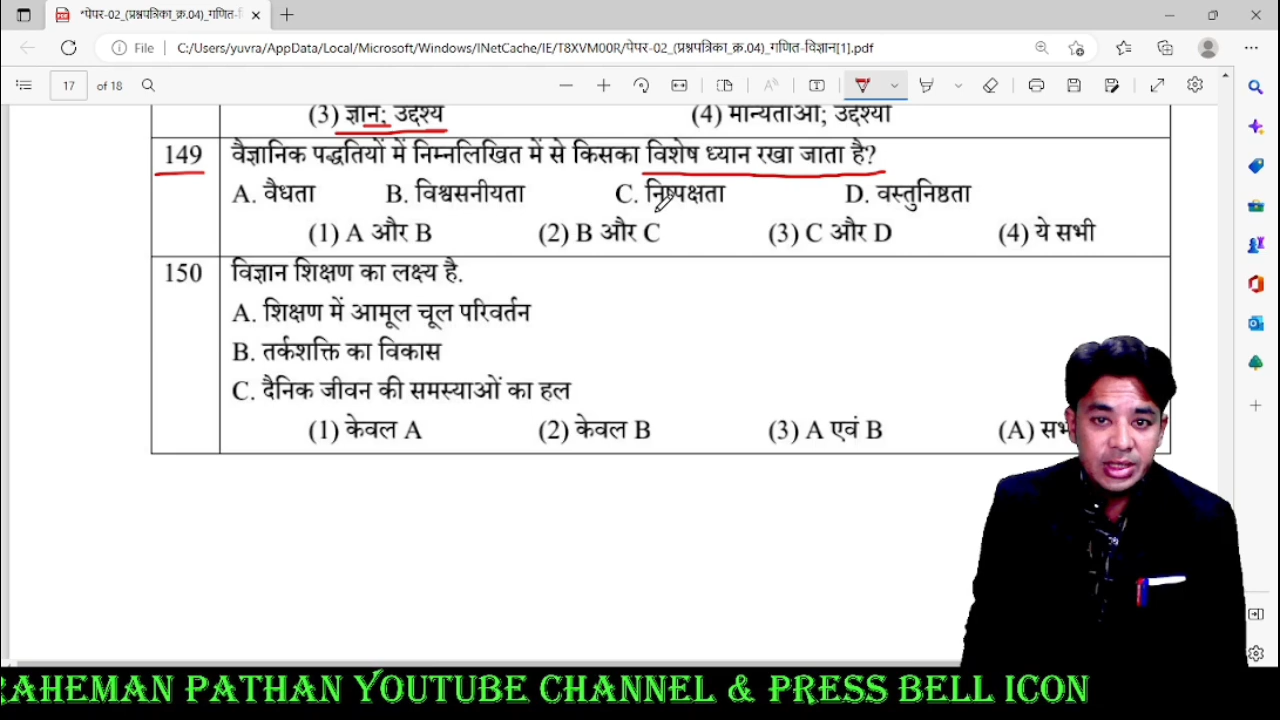 *पेपर-02_(प्रश्नपत्रिका_क्र.04)_गणित-वि
File C:/Users/yuvra/AppData/Local/Microsoft/Windows/INetCache/IE/T8XVM00R/पेपर-02_(प्रश्नपत्रिका_क्र.04)_गणित-विज्ञान[1].pdf
17 of 18
(3) ज्ञान; उद्देश्य (4) मान्यताओं; उद्देश्यों
149 वैज्ञानिक पद्धतियों में निम्नलिखित में से किसका विशेष ध्यान रखा जाता है?
A. वैधता B. विश्वसनीयता C. निष्पक्षता D. वस्तुनिष्ठता
(1) A और B (2) B और C (3) C और D (4) ये सभी
150 विज्ञान शिक्षण का लक्ष्य है.
A. शिक्षण में आमूल चूल परिवर्तन
B. तर्कशक्ति का विकास
C. दैनिक जीवन की समस्याओं का हल
(1) केवल A (2) केवल B (3) A एवं B (A)
RAHEMAN PATHAN YOUTUBE CHANNEL & PRESS BELL ICON